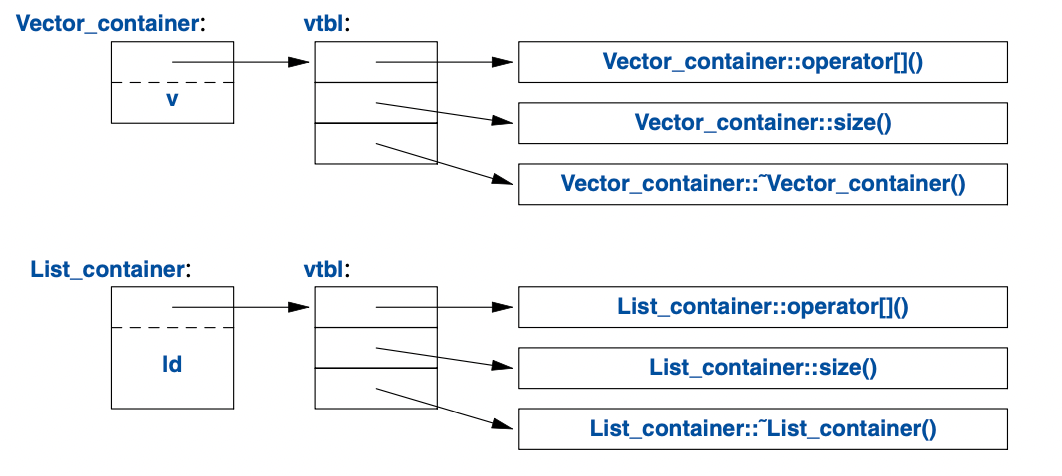 Vector_container: vtbl:
Vector_container::operator[]()
v
Vector_container::size()
Vector_container::~Vector_container()
List_container: vtbl:
List_container::operator[]()
ld
List_container::size()
List_container::~List_container()